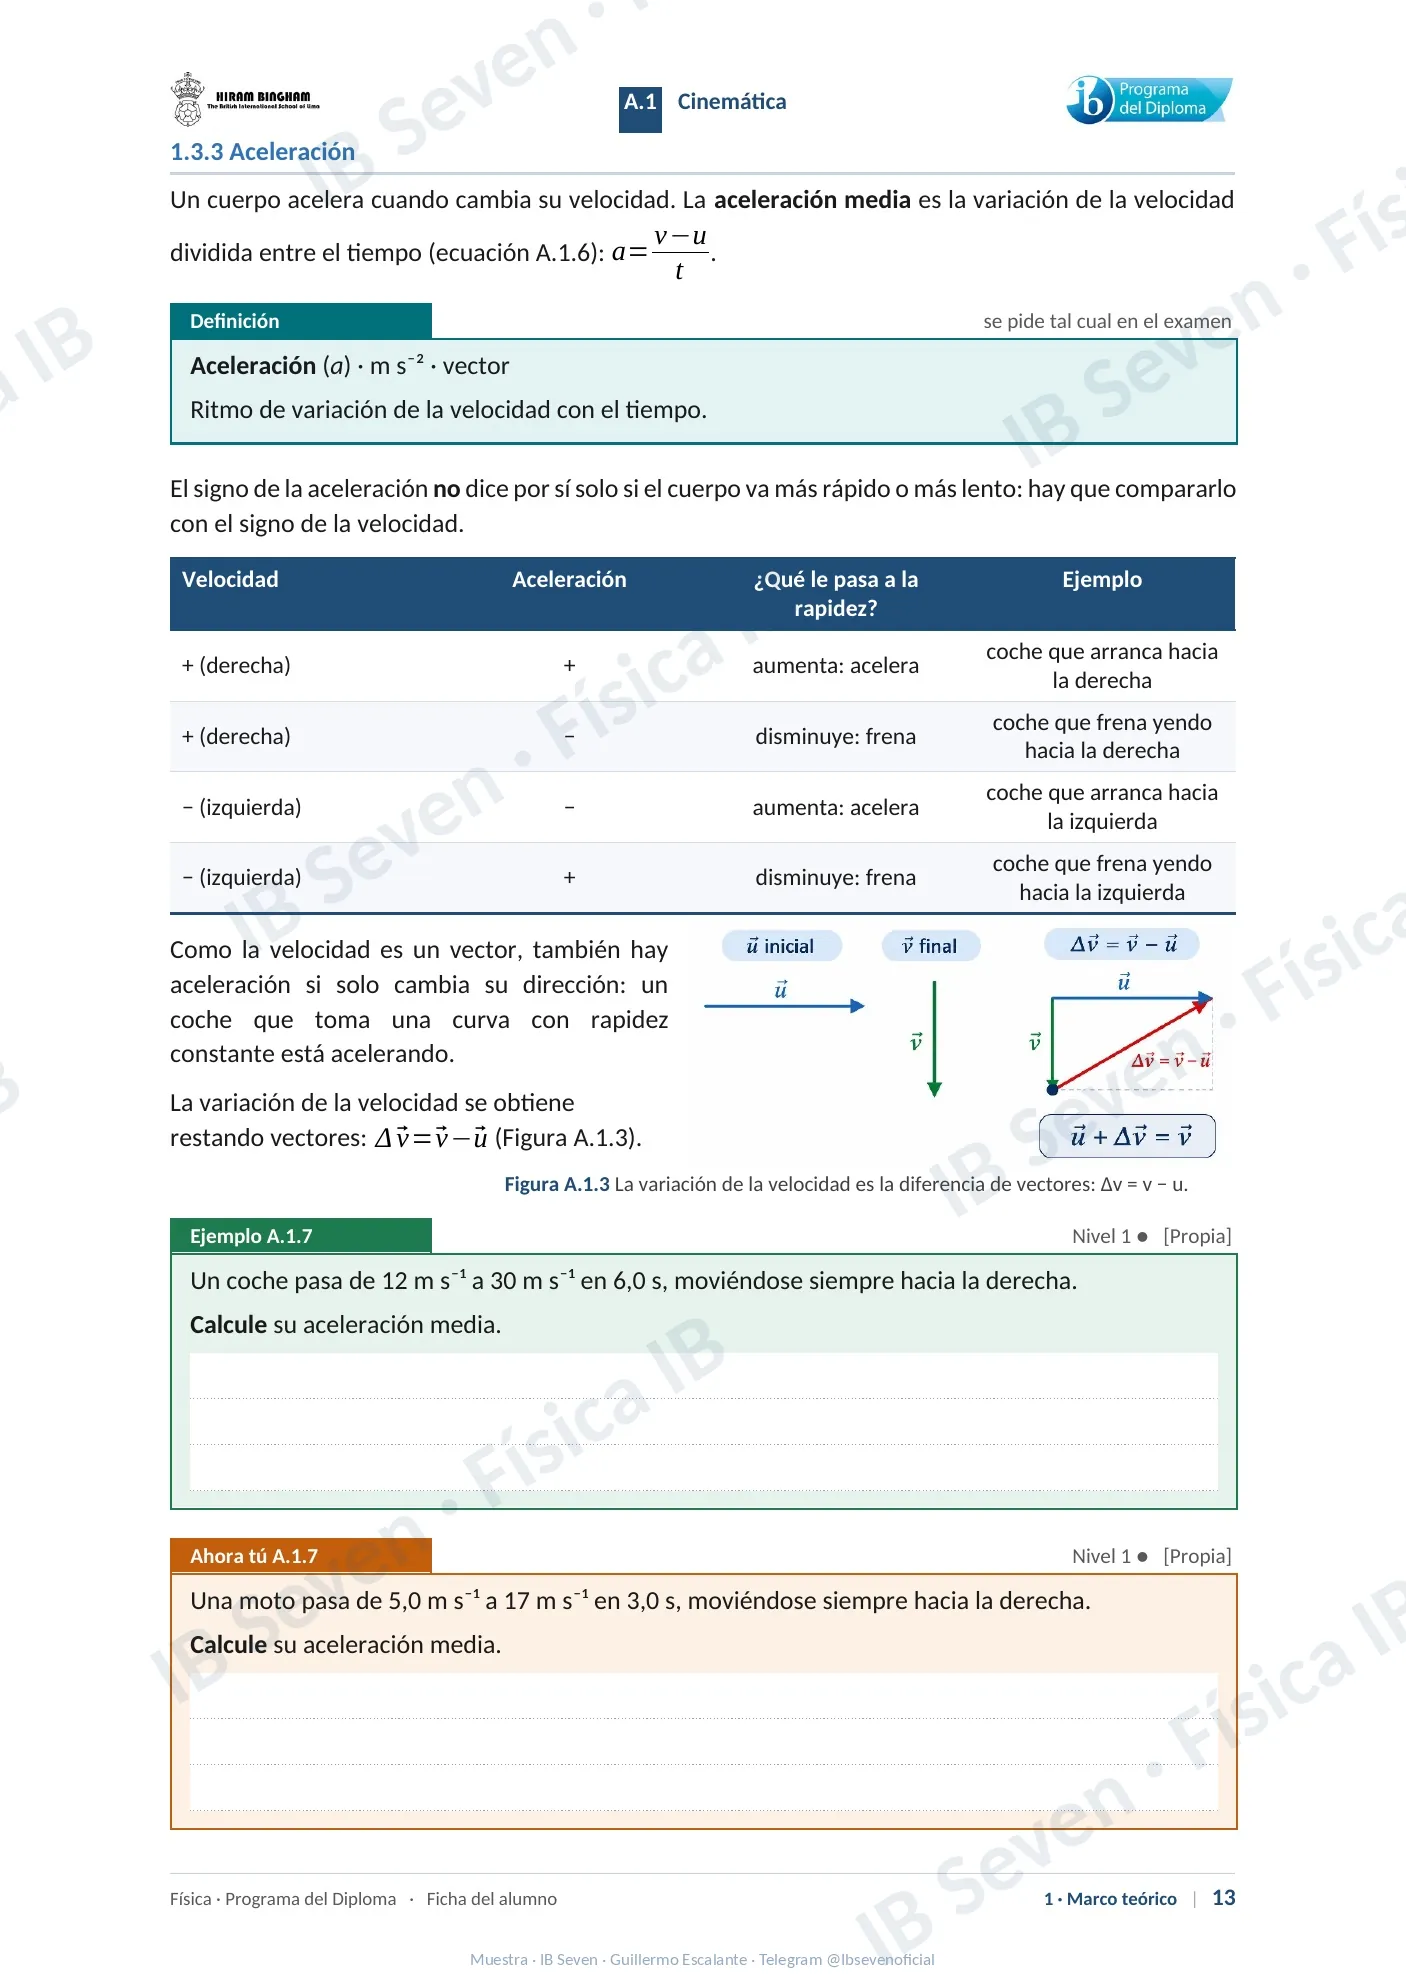 HIRAM BINGHAM
The British International School of Lima
A.1 Cinemática
ib Programa
del Diploma
1.3.3 Aceleración
Un cuerpo acelera cuando cambia su velocidad. La aceleración media es la variación de la velocidad
dividida entre el tiempo (ecuación A.1.6): a = (v − u)/t.
Definición
se pide tal cual en el examen
Aceleración (a) · m s⁻² · vector
Ritmo de variación de la velocidad con el tiempo.
El signo de la aceleración no dice por sí solo si el cuerpo va más rápido o más lento: hay que compararlo
con el signo de la velocidad.
Velocidad Aceleración ¿Qué le pasa a la rapidez? Ejemplo
+ (derecha) + aumenta: acelera coche que arranca hacia la derecha
+ (derecha) − disminuye: frena coche que frena yendo hacia la derecha
− (izquierda) − aumenta: acelera coche que arranca hacia la izquierda
− (izquierda) + disminuye: frena coche que frena yendo hacia la izquierda
Como la velocidad es un vector, también hay
aceleración si solo cambia su dirección: un
coche que toma una curva con rapidez
constante está acelerando.
La variación de la velocidad se obtiene
restando vectores: Δv⃗ = v⃗ − u⃗ (Figura A.1.3).
u⃗ inicial
u⃗
v⃗ final
v⃗
Δv⃗ = v⃗ − u⃗
u⃗
v⃗
Δv⃗ = v⃗ − u⃗
u⃗ + Δv⃗ = v⃗
Figura A.1.3 La variación de la velocidad es la diferencia de vectores: Δv = v − u.
Ejemplo A.1.7
Nivel 1 ● [Propia]
Un coche pasa de 12 m s⁻¹ a 30 m s⁻¹ en 6,0 s, moviéndose siempre hacia la derecha.
Calcule su aceleración media.
Ahora tú A.1.7
Nivel 1 ● [Propia]
Una moto pasa de 5,0 m s⁻¹ a 17 m s⁻¹ en 3,0 s, moviéndose siempre hacia la derecha.
Calcule su aceleración media.
Física · Programa del Diploma · Ficha del alumno
1 · Marco teórico | 13
Muestra · IB Seven · Guillermo Escalante · Telegram @Ibsevenoficial
IB Seven · Física IB